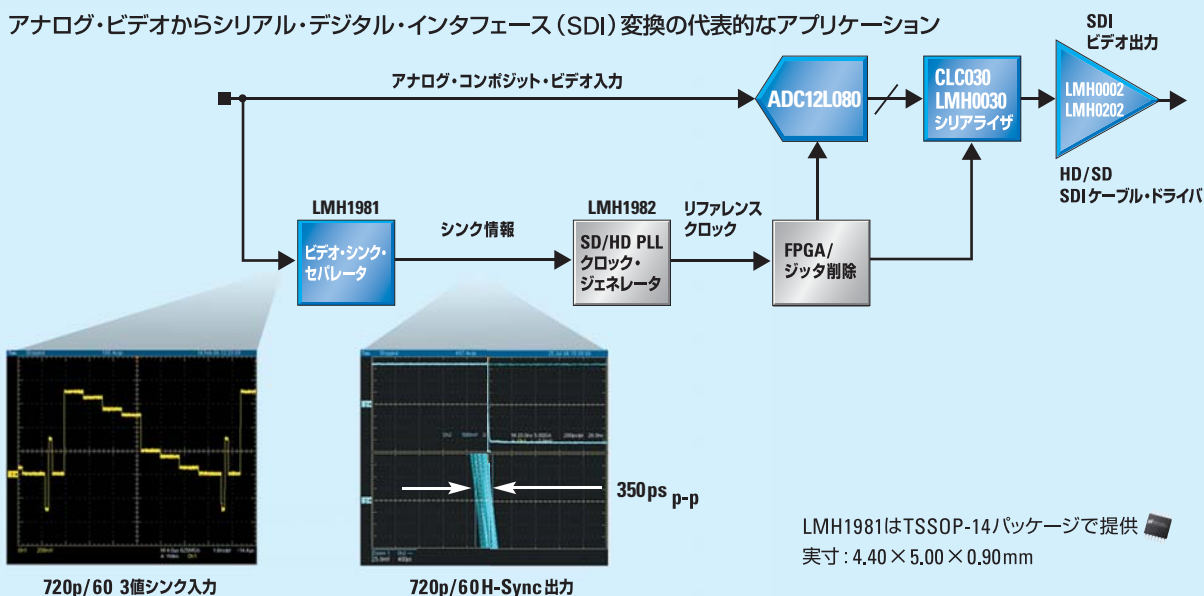 アナログ・ビデオからシリアル・デジタル・インタフェース(SDI)変換の代表的なアプリケーション
SDI
ビデオ出力
アナログ・コンポジット・ビデオ入力
ADC12L080
CLC030
LMH0030
シリアライザ
LMH0002
LMH0202
HD/SD
SDIケーブル・ドライバ
LMH1981
ビデオ・シンク・
セパレータ
シンク情報
LMH1982
SD/HD PLL
クロック・
ジェネレータ
リファレンス
クロック
FPGA/
ジッタ削除
350ps p-p
LMH1981はTSSOP-14パッケージで提供
実寸:4.40×5.00×0.90mm
720p/60 3値シンク入力
720p/60H-Sync出力